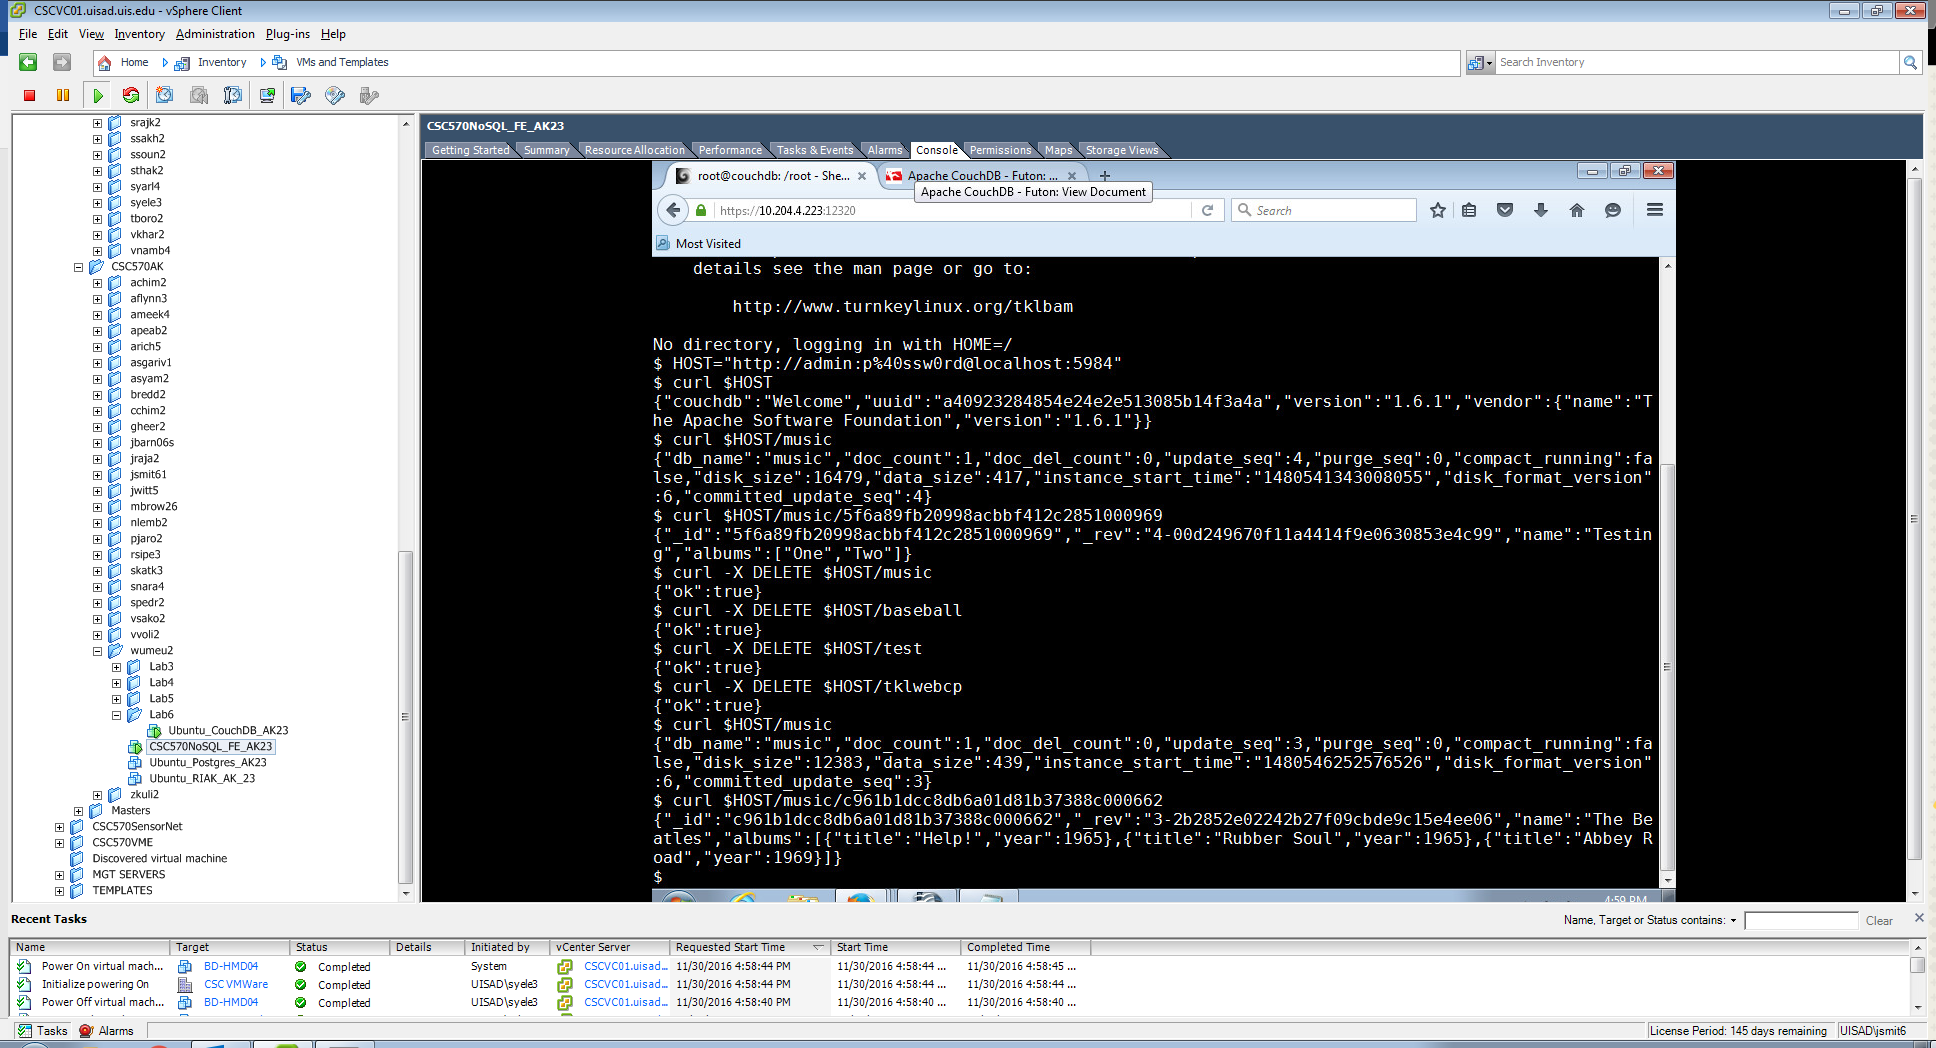 CSCVC01.uisad.uis.edu - vSphere Client
File Edit View Inventory Administration Plug-ins Help
Home Inventory VMs and Templates
Search Inventory
srajk2
ssakh2
ssoun2
sthak2
syarl4
syele3
tboro2
vkhar2
vnamb4
CSC570AK
achim2
aflynn3
ameek4
apeab2
arich5
asgariv1
asyam2
bredd2
cchim2
gheer2
jbarn06s
jraja2
jsmit61
jwitt5
mbrow26
nlemb2
pjaro2
rsipe3
skatk3
snara4
spedr2
vsako2
vvoli2
wumeu2
Lab3
Lab4
Lab5
Lab6
Ubuntu_CouchDB_AK23
CSC570NoSQL_FE_AK23
Ubuntu_Postgres_AK23
Ubuntu_RIAK_AK_23
zkuli2
Masters
CSC570SensorNet
CSC570VME
Discovered virtual machine
MGT SERVERS
TEMPLATES
CSC570NoSQL_FE_AK23
Getting Started Summary Resource Allocation Performance Tasks & Events Alarms Console Permissions Maps Storage Views
root@couchdb: /root - She... Apache CouchDB - Futon: ...
Apache CouchDB - Futon: View Document
https://10.204.4.223:12320
Search
Most Visited
details see the man page or go to:
http://www.turnkeylinux.org/tklbam
No directory, logging in with HOME=/
$ HOST="http://admin:p%40ssw0rd@localhost:5984"
$ curl $HOST
{"couchdb":"Welcome","uuid":"a40923284854e24e2e513085b14f3a4a","version":"1.6.1","vendor":{"name":"T
he Apache Software Foundation","version":"1.6.1"}}
$ curl $HOST/music
{"db_name":"music","doc_count":1,"doc_del_count":0,"update_seq":4,"purge_seq":0,"compact_running":fa
lse,"disk_size":16479,"data_size":417,"instance_start_time":"1480541343008055","disk_format_version"
:6,"committed_update_seq":4}
$ curl $HOST/music/5f6a89fb20998acbbf412c2851000969
{"_id":"5f6a89fb20998acbbf412c2851000969","_rev":"4-00d249670f11a4414f9e0630853e4c99","name":"Testin
g","albums":["One","Two"]}
$ curl -X DELETE $HOST/music
{"ok":true}
$ curl -X DELETE $HOST/baseball
{"ok":true}
$ curl -X DELETE $HOST/test
{"ok":true}
$ curl -X DELETE $HOST/tklwebcp
{"ok":true}
$ curl $HOST/music
{"db_name":"music","doc_count":1,"doc_del_count":0,"update_seq":3,"purge_seq":0,"compact_running":fa
lse,"disk_size":12383,"data_size":439,"instance_start_time":"1480546252576526","disk_format_version"
:6,"committed_update_seq":3}
$ curl $HOST/music/c961b1dcc8db6a01d81b37388c000662
{"_id":"c961b1dcc8db6a01d81b37388c000662","_rev":"3-2b2852e02242b27f09cbde9c15e4ee06","name":"The Be
atles","albums":[{"title":"Help!","year":1965},{"title":"Rubber Soul","year":1965},{"title":"Abbey R
oad","year":1969}]}
$
4:59 PM
Recent Tasks
Name, Target or Status contains: Clear
Name Target Status Details Initiated by vCenter Server Requested Start Time Start Time Completed Time
Power On virtual mach... BD-HMD04 Completed System CSCVC01.uisad... 11/30/2016 4:58:44 PM 11/30/2016 4:58:44 ... 11/30/2016 4:58:45 ...
Initialize powering On CSC VMWare Completed UISAD\syele3 CSCVC01.uisad... 11/30/2016 4:58:44 PM 11/30/2016 4:58:44 ... 11/30/2016 4:58:44 ...
Power Off virtual mach... BD-HMD04 Completed UISAD\syele3 CSCVC01.uisad... 11/30/2016 4:58:40 PM 11/30/2016 4:58:40 ... 11/30/2016 4:58:40 ...
Tasks Alarms
License Period: 145 days remaining UISAD\jsmit6